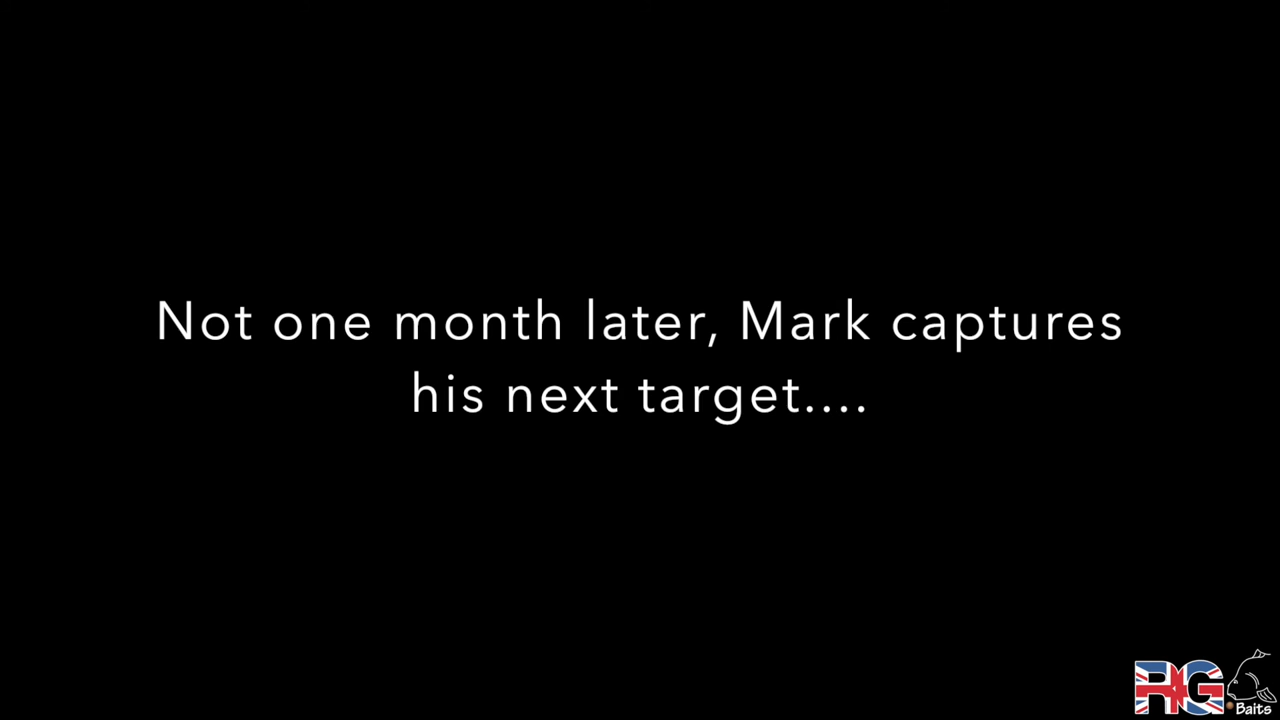 Not one month later, Mark captures
his next target....
RG
Baits